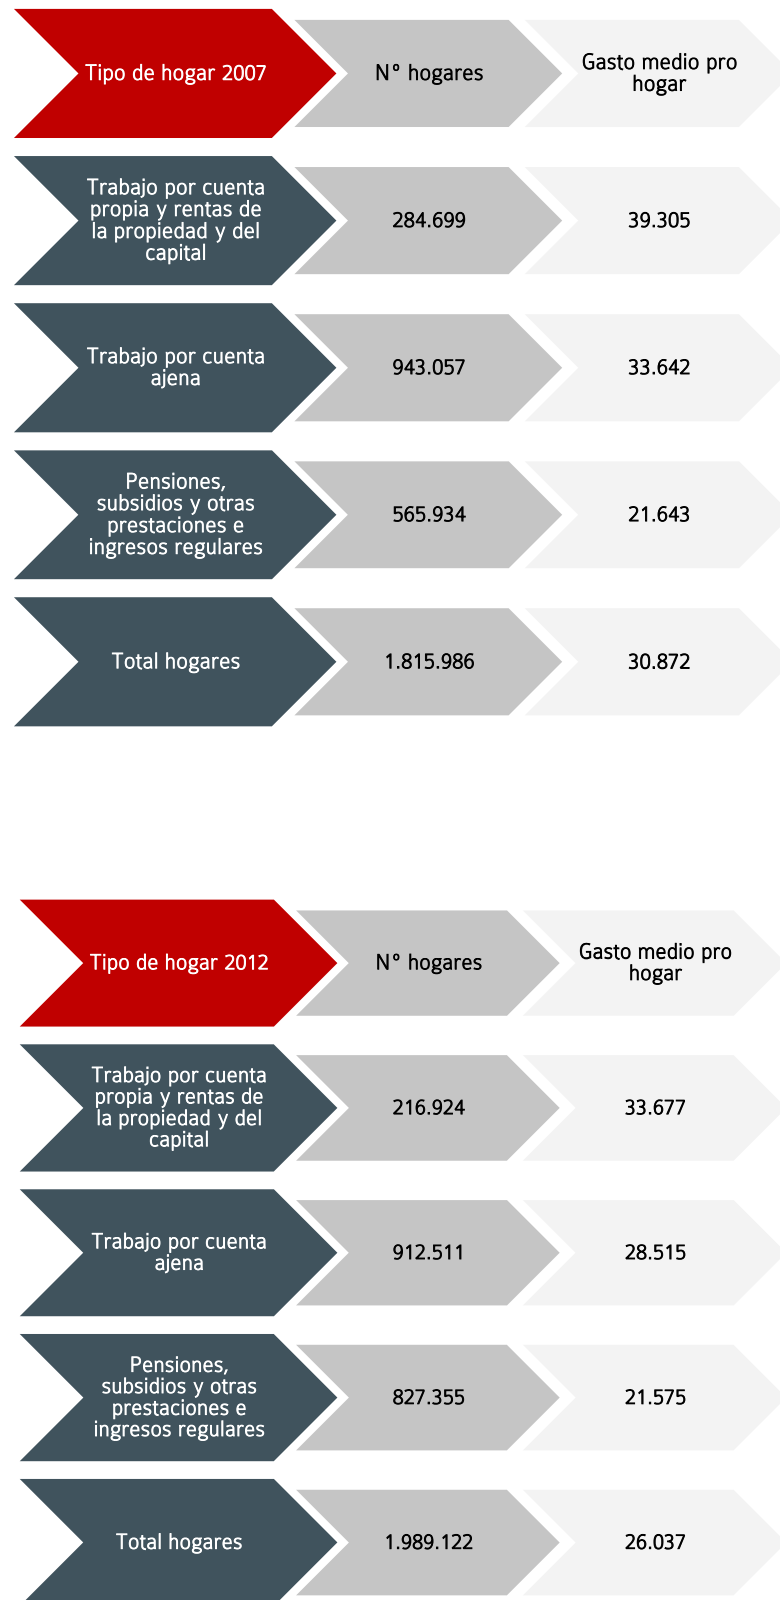 Tipo de hogar 2007
N° hogares
Gasto medio pro
hogar
Trabajo por cuenta
propia y rentas de
la propiedad y del
capital
284.699
39.305
Trabajo por cuenta
ajena
943.057
33.642
Pensiones,
subsidios y otras
prestaciones e
ingresos regulares
565.934
21.643
Total hogares
1.815.986
30.872
Tipo de hogar 2012
N° hogares
Gasto medio pro
hogar
Trabajo por cuenta
propia y rentas de
la propiedad y del
capital
216.924
33.677
Trabajo por cuenta
ajena
912.511
28.515
Pensiones,
subsidios y otras
prestaciones e
ingresos regulares
827.355
21.575
Total hogares
1.989.122
26.037